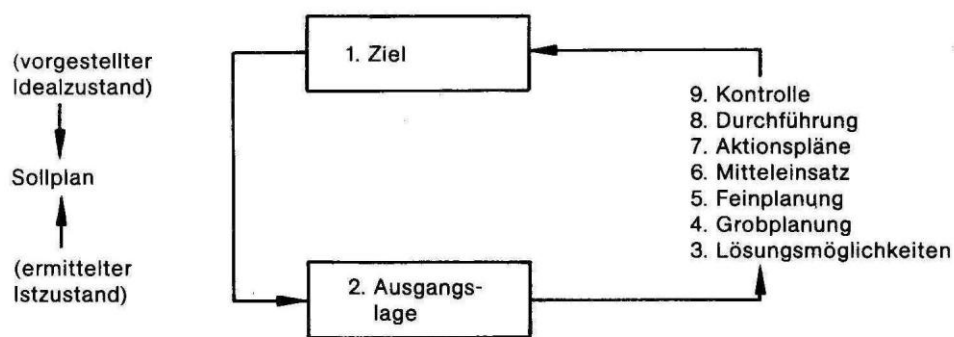 (vorgestellter
Idealzustand)
Sollplan
(ermittelter
Istzustand)
1. Ziel
2. Ausgangs-
lage
9. Kontrolle
8. Durchführung
7. Aktionspläne
6. Mitteleinsatz
5. Feinplanung
4. Grobplanung
3. Lösungsmöglichkeiten